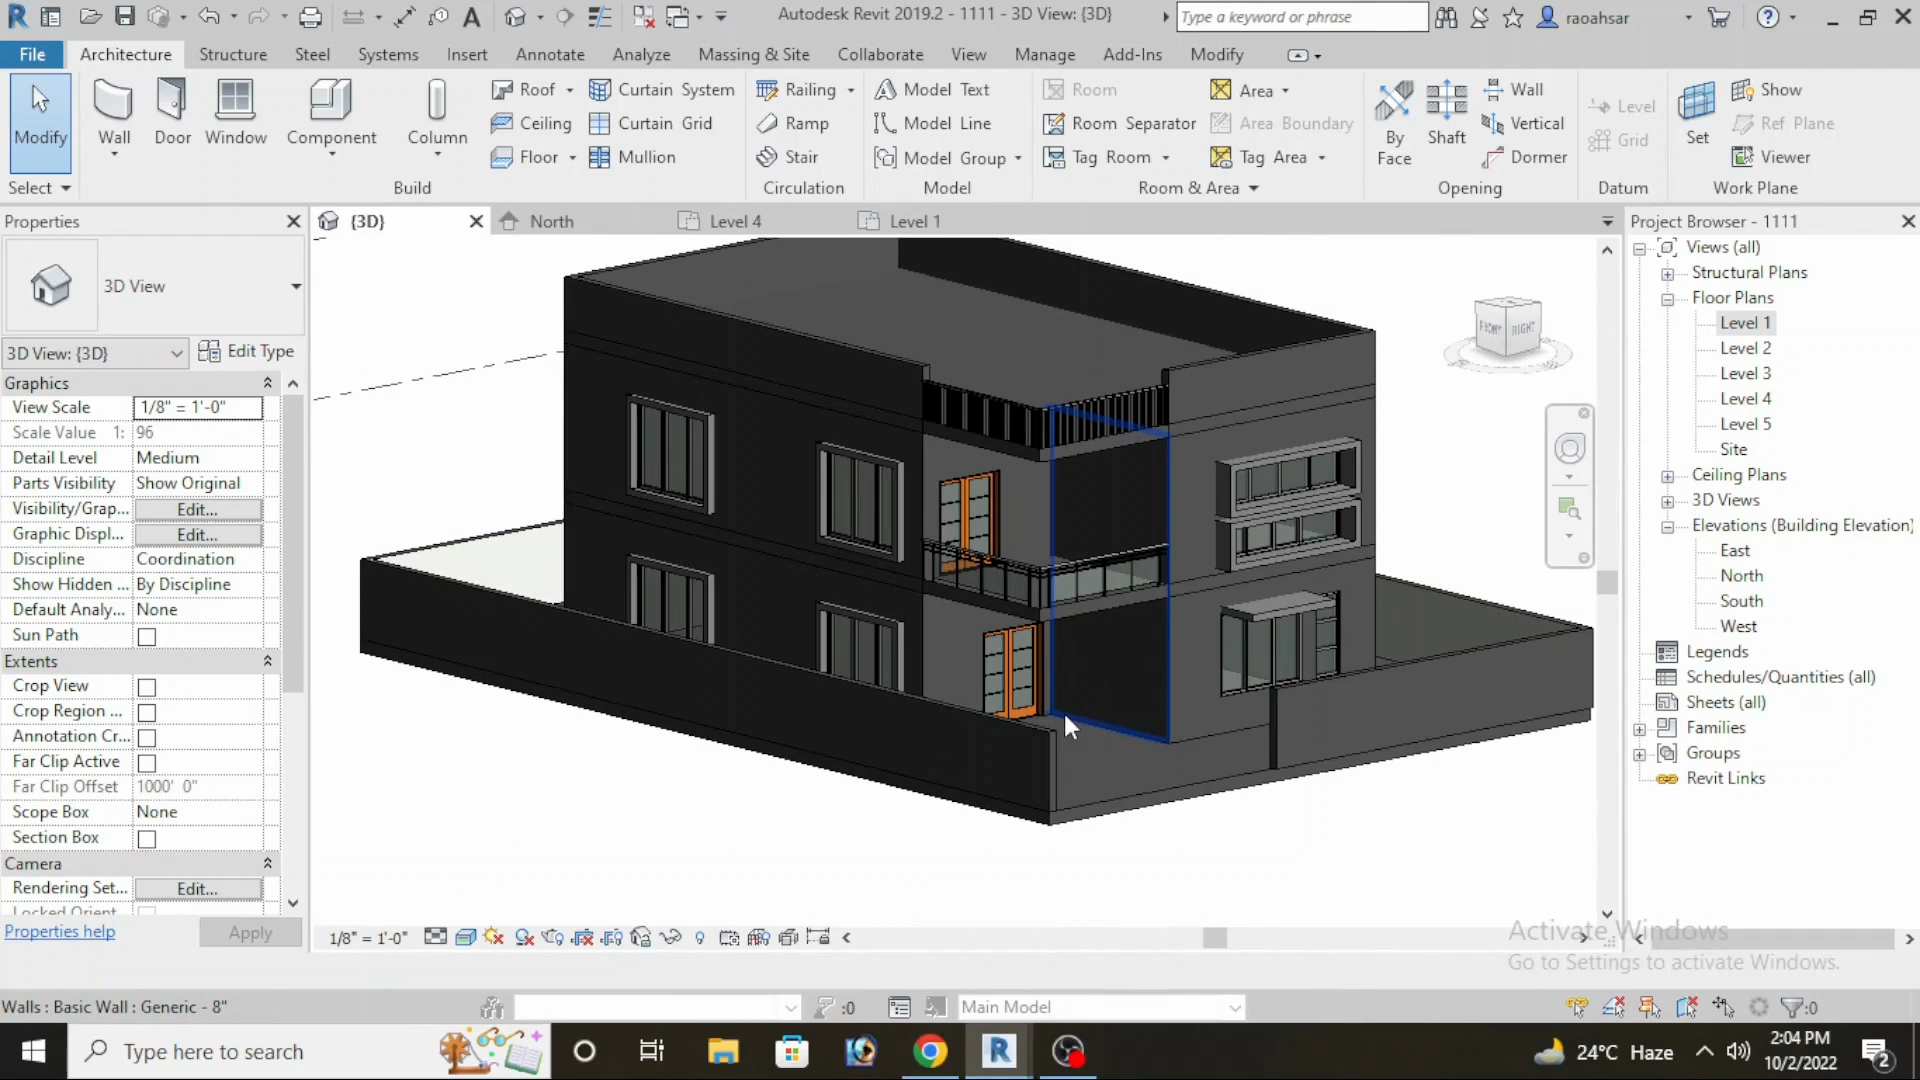 Autodesk Revit 2019.2 - 1111 - 3D View: {3D}
Type a keyword or phrase
raoahsar
File
Architecture
Structure
Steel
Systems
Insert
Annotate
Analyze
Massing & Site
Collaborate
View
Manage
Add-Ins
Modify
Modify
Wall
Door
Window
Component
Column
Roof
Ceiling
Floor
Curtain System
Curtain Grid
Mullion
Railing
Ramp
Stair
Model Text
Model Line
Model Group
Room
Room Separator
Tag Room
Area
Area Boundary
Tag Area
By
Face
Shaft
Wall
Vertical
Dormer
Level
Grid
Set
Show
Ref Plane
Viewer
Select
Build
Circulation
Model
Room & Area
Opening
Datum
Work Plane
Properties
{3D}
North
Level 4
Level 1
Project Browser - 1111
3D View
3D View: {3D}
Edit Type
Graphics
View Scale 1/8" = 1'-0"
Scale Value 1: 96
Detail Level Medium
Parts Visibility Show Original
Visibility/Grap... Edit...
Graphic Displ... Edit...
Discipline Coordination
Show Hidden ... By Discipline
Default Analy... None
Sun Path
Extents
Crop View
Crop Region ...
Annotation Cr...
Far Clip Active
Far Clip Offset 1000' 0"
Scope Box None
Section Box
Camera
Rendering Set... Edit...
Locked Orient
Properties help
Apply
FRONT
RIGHT
Views (all)
Structural Plans
Floor Plans
Level 1
Level 2
Level 3
Level 4
Level 5
Site
Ceiling Plans
3D Views
Elevations (Building Elevation)
East
North
South
West
Legends
Schedules/Quantities (all)
Sheets (all)
Families
Groups
Revit Links
1/8" = 1'-0"
Activate Windows
Go to Settings to activate Windows.
Walls : Basic Wall : Generic - 8"
:0
Main Model
:0
Type here to search
24°C Haze
2:04 PM
10/2/2022
2